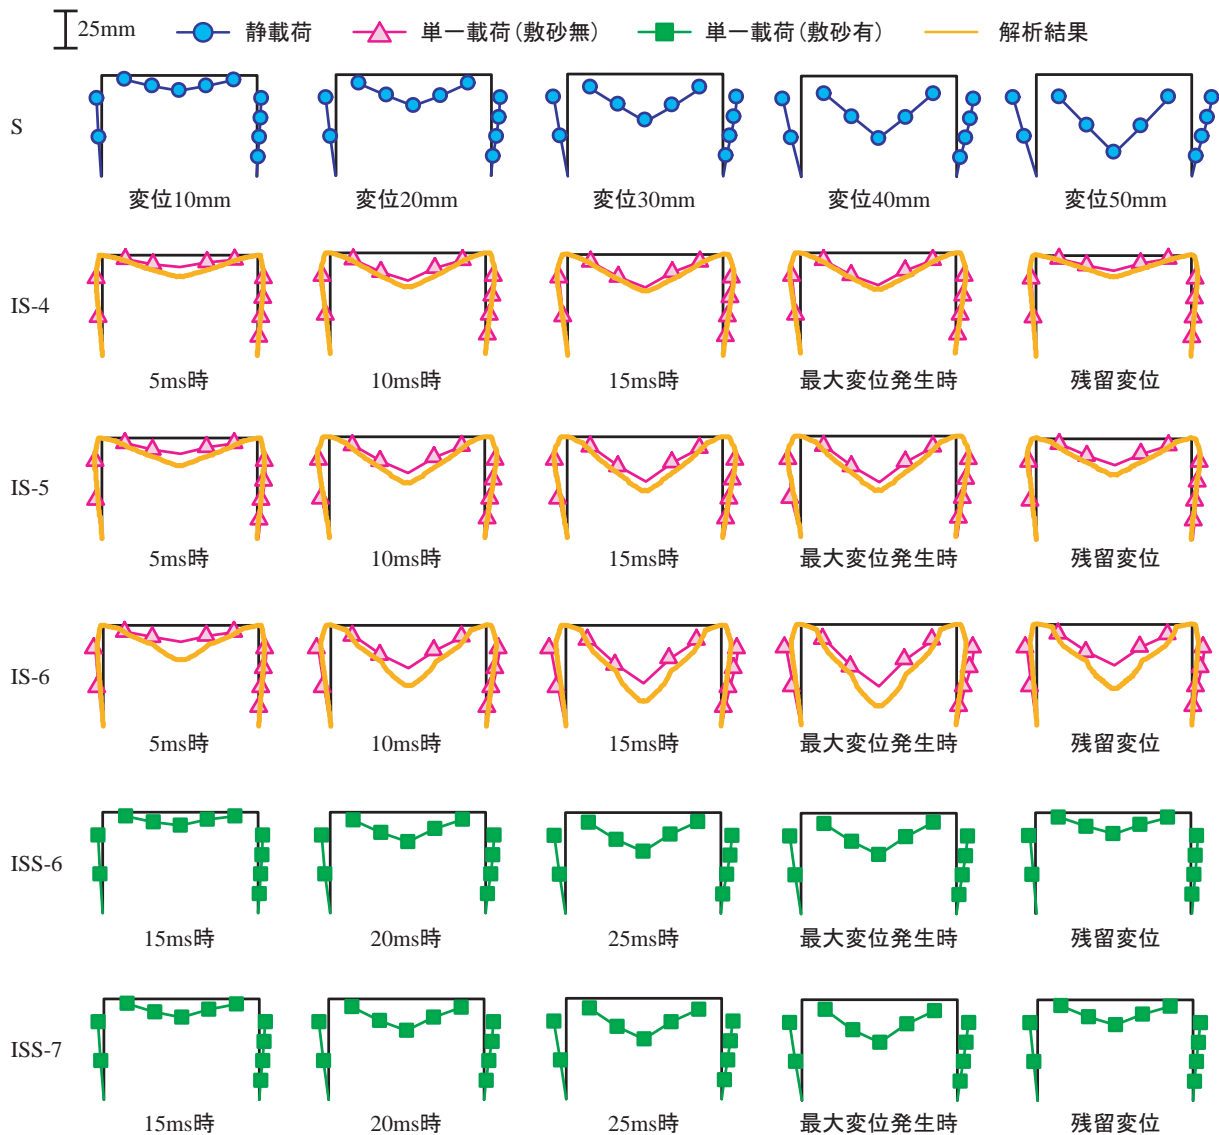 25mm 静載荷 単一載荷(敷砂無) 単一載荷(敷砂有) 解析結果
S
変位10mm 変位20mm 変位30mm 変位40mm 変位50mm
IS-4
5ms時 10ms時 15ms時 最大変位発生時 残留変位
IS-5
5ms時 10ms時 15ms時 最大変位発生時 残留変位
IS-6
5ms時 10ms時 15ms時 最大変位発生時 残留変位
ISS-6
15ms時 20ms時 25ms時 最大変位発生時 残留変位
ISS-7
15ms時 20ms時 25ms時 最大変位発生時 残留変位